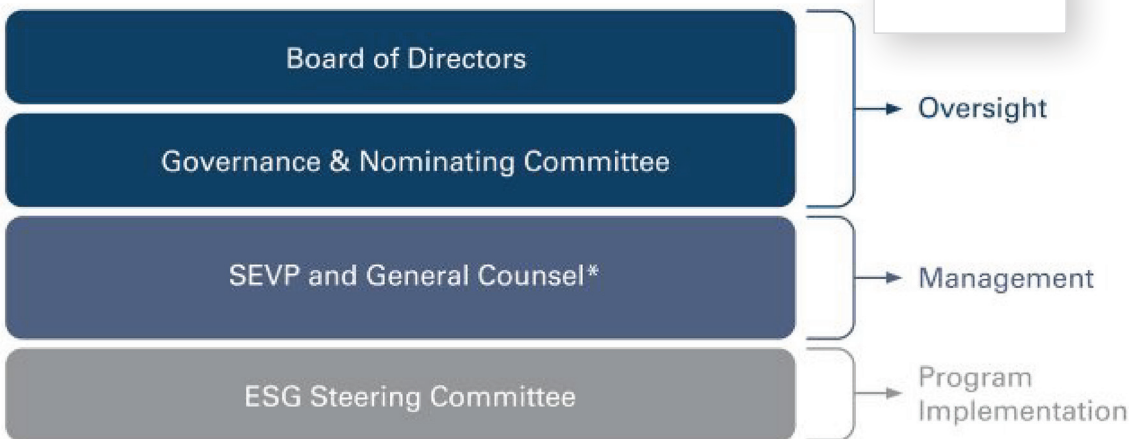 Board of Directors
Oversight
Governance & Nominating Committee
SEVP and General Counsel*
Management
ESG Steering Committee
Program
Implementation